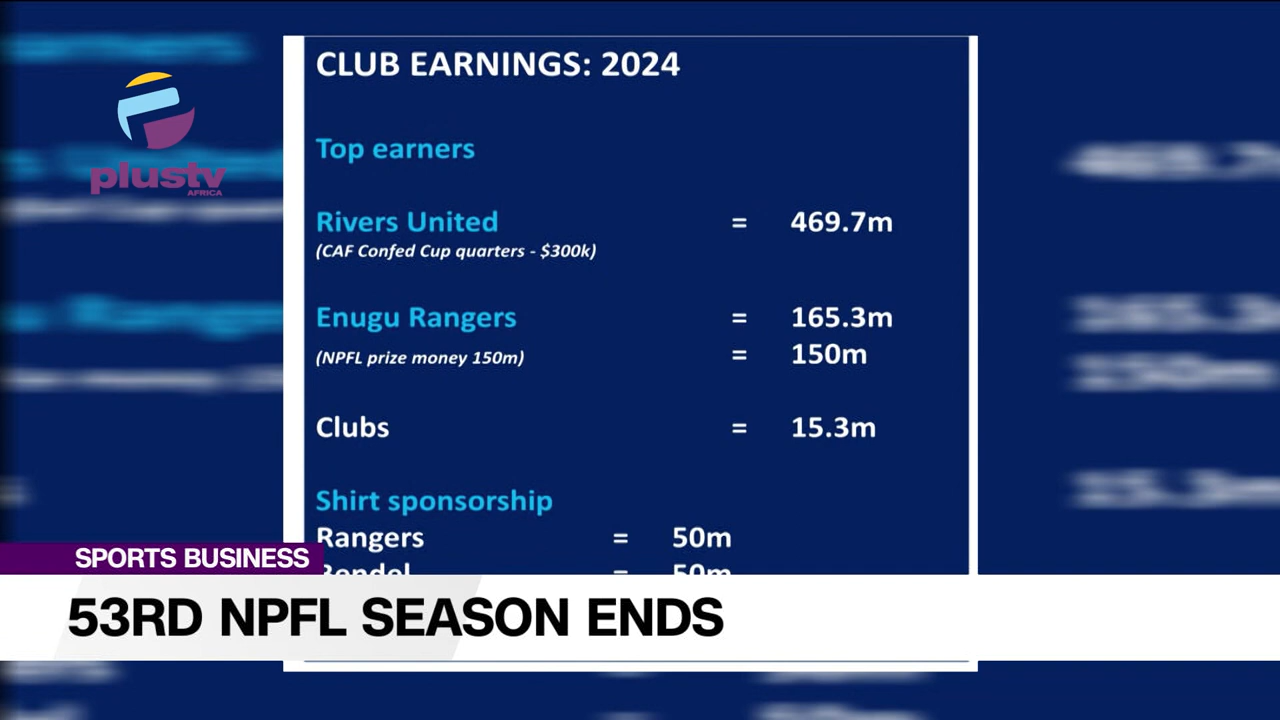 CLUB EARNINGS: 2024
plustv
AFRICA
Top earners
Rivers United = 469.7m
(CAF Confed Cup quarters - $300k)
Enugu Rangers = 165.3m
(NPFL prize money 150m) = 150m
Clubs = 15.3m
Shirt sponsorship
Rangers = 50m
Bendel = 50m
SPORTS BUSINESS
53RD NPFL SEASON ENDS